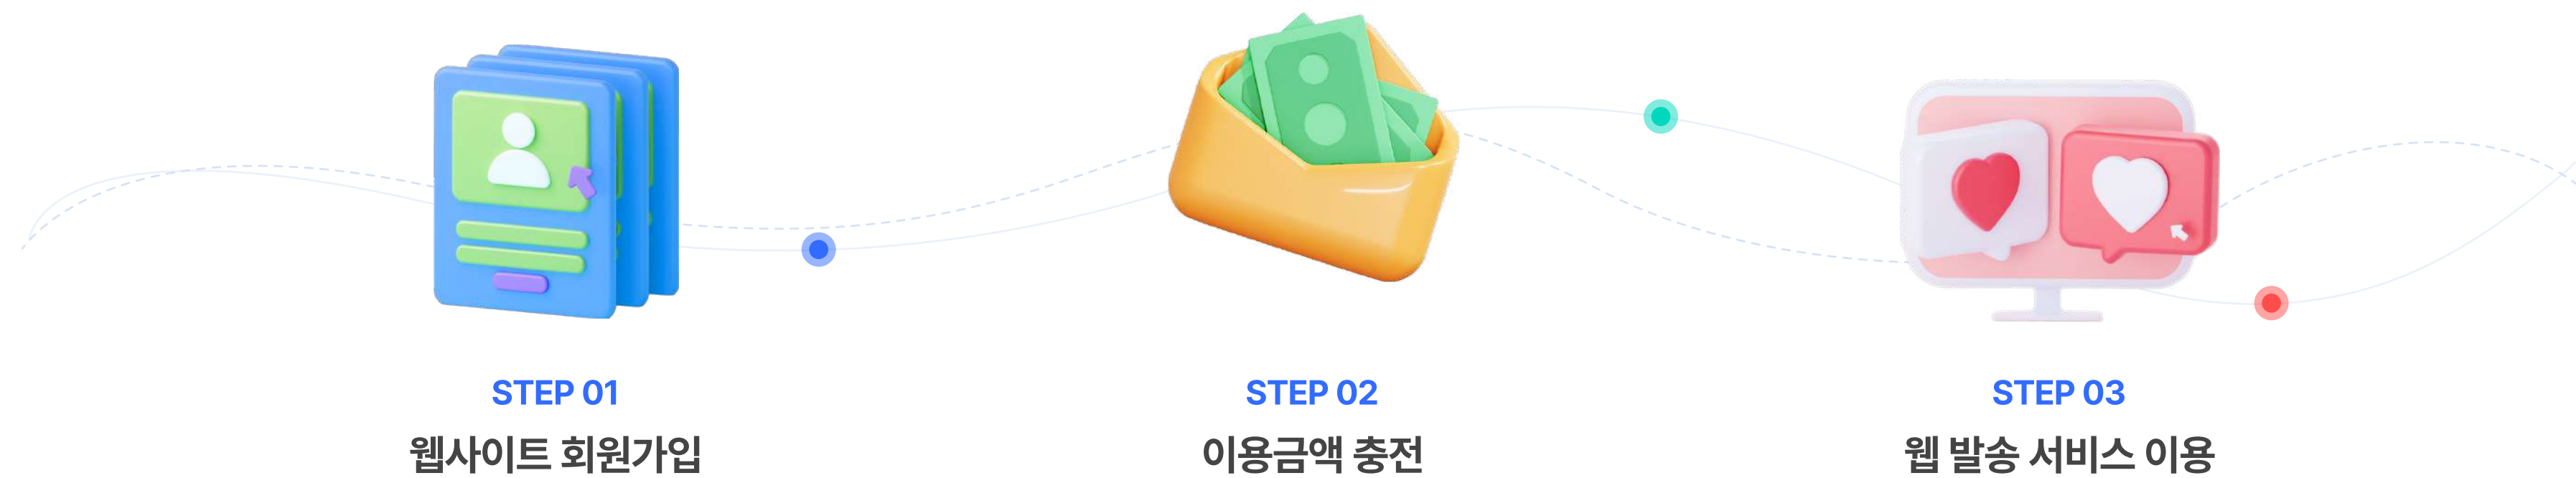 STEP 01
웹사이트 회원가입
STEP 02
이용금액 충전
STEP 03
웹 발송 서비스 이용